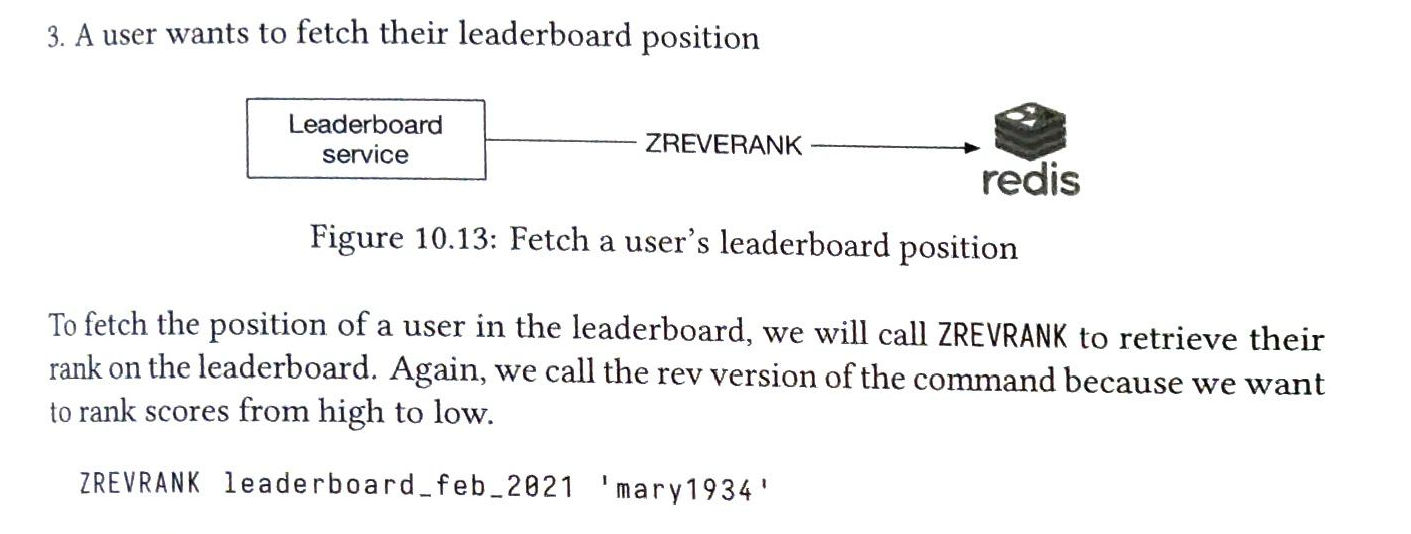 3. A user wants to fetch their leaderboard position
Leaderboard
service
ZREVERANK
redis
Figure 10.13: Fetch a user's leaderboard position
To fetch the position of a user in the leaderboard, we will call ZREVRANK to retrieve their
rank on the leaderboard. Again, we call the rev version of the command because we want
to rank scores from high to low.
ZREVRANK leaderboard_feb_2021 'mary1934'